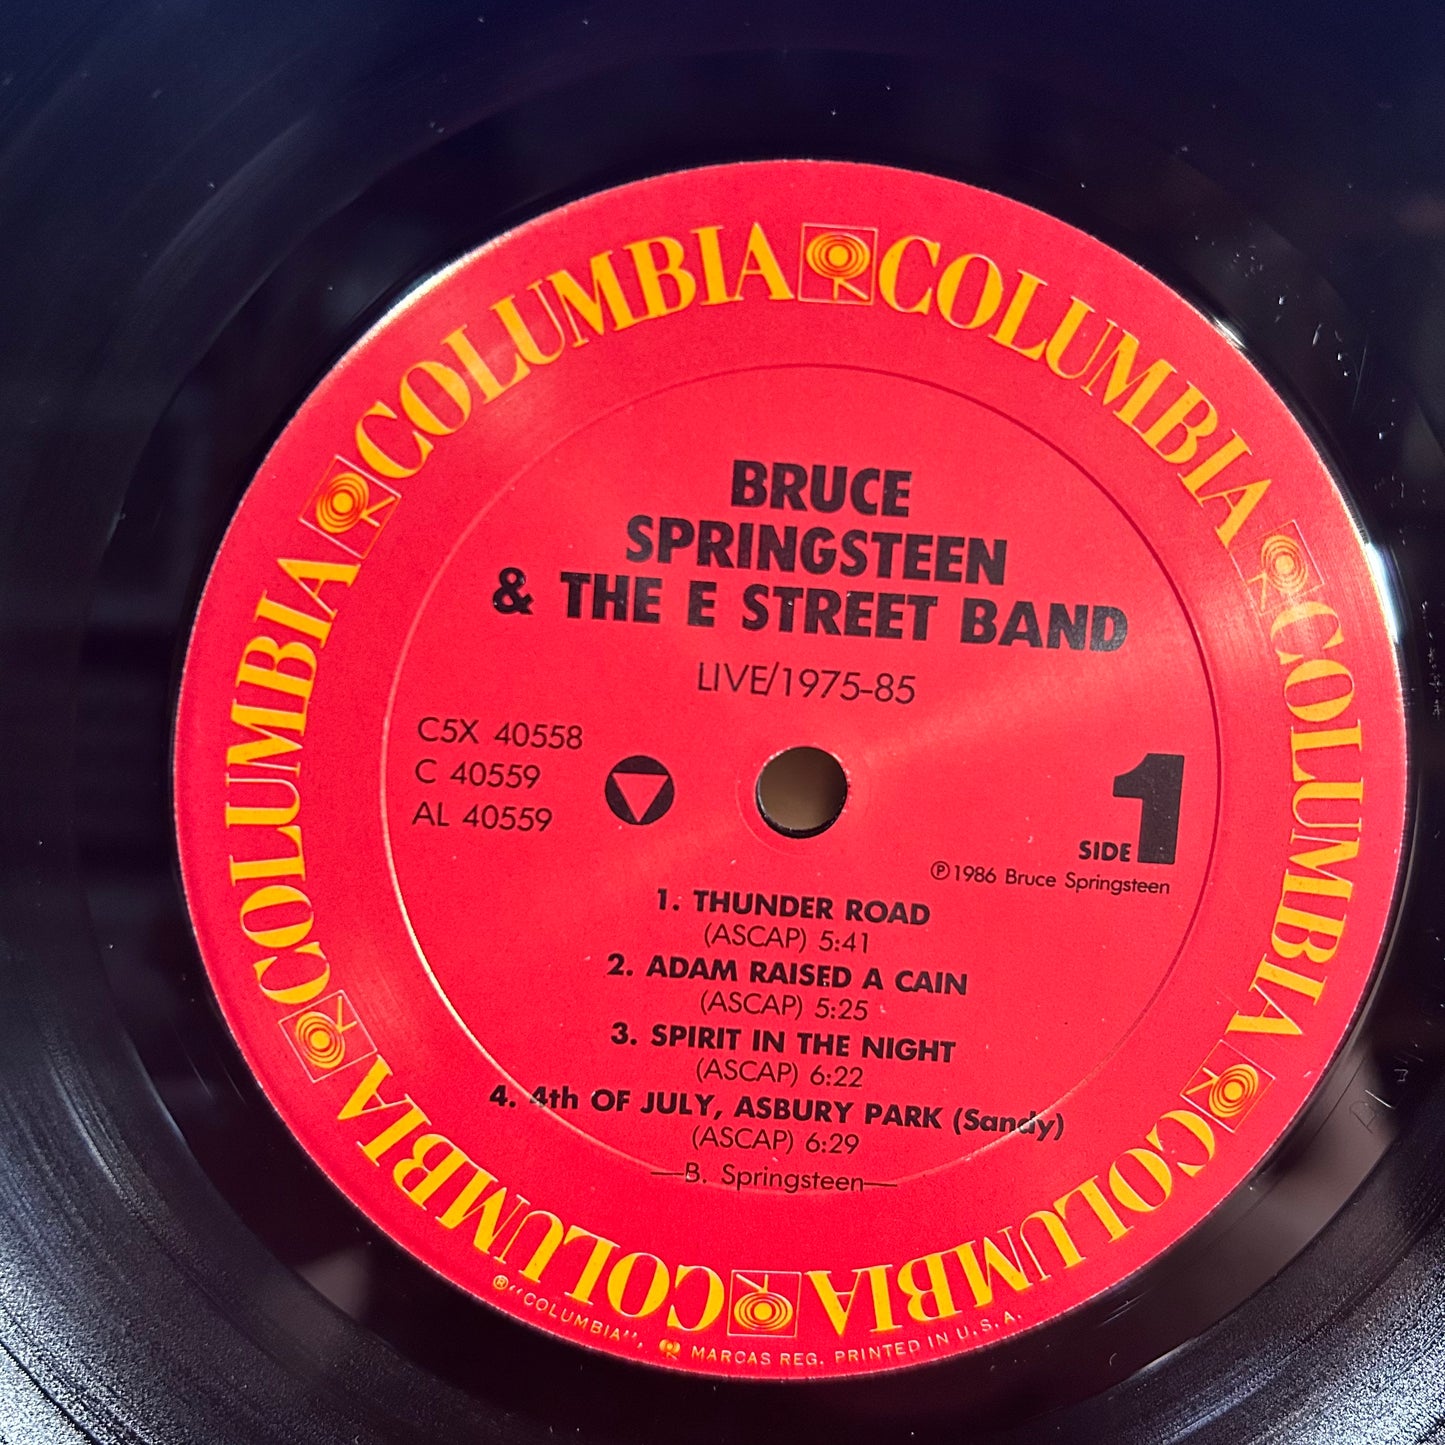 COLUMBIA COLUMBIA COLUMBIA COLUMBIA COLUMBIA COLUMBIA COLUMBIA
BRUCE
SPRINGSTEEN
& THE E STREET BAND
LIVE/1975-85
C5X 40558
C 40559
AL 40559
SIDE 1
Ⓟ1986 Bruce Springsteen
1. THUNDER ROAD
(ASCAP) 5:41
2. ADAM RAISED A CAIN
(ASCAP) 5:25
3. SPIRIT IN THE NIGHT
(ASCAP) 6:22
4. 4th OF JULY, ASBURY PARK (Sandy)
(ASCAP) 6:29
—B. Springsteen—
®"COLUMBIA", MARCAS REG. PRINTED IN U.S.A.